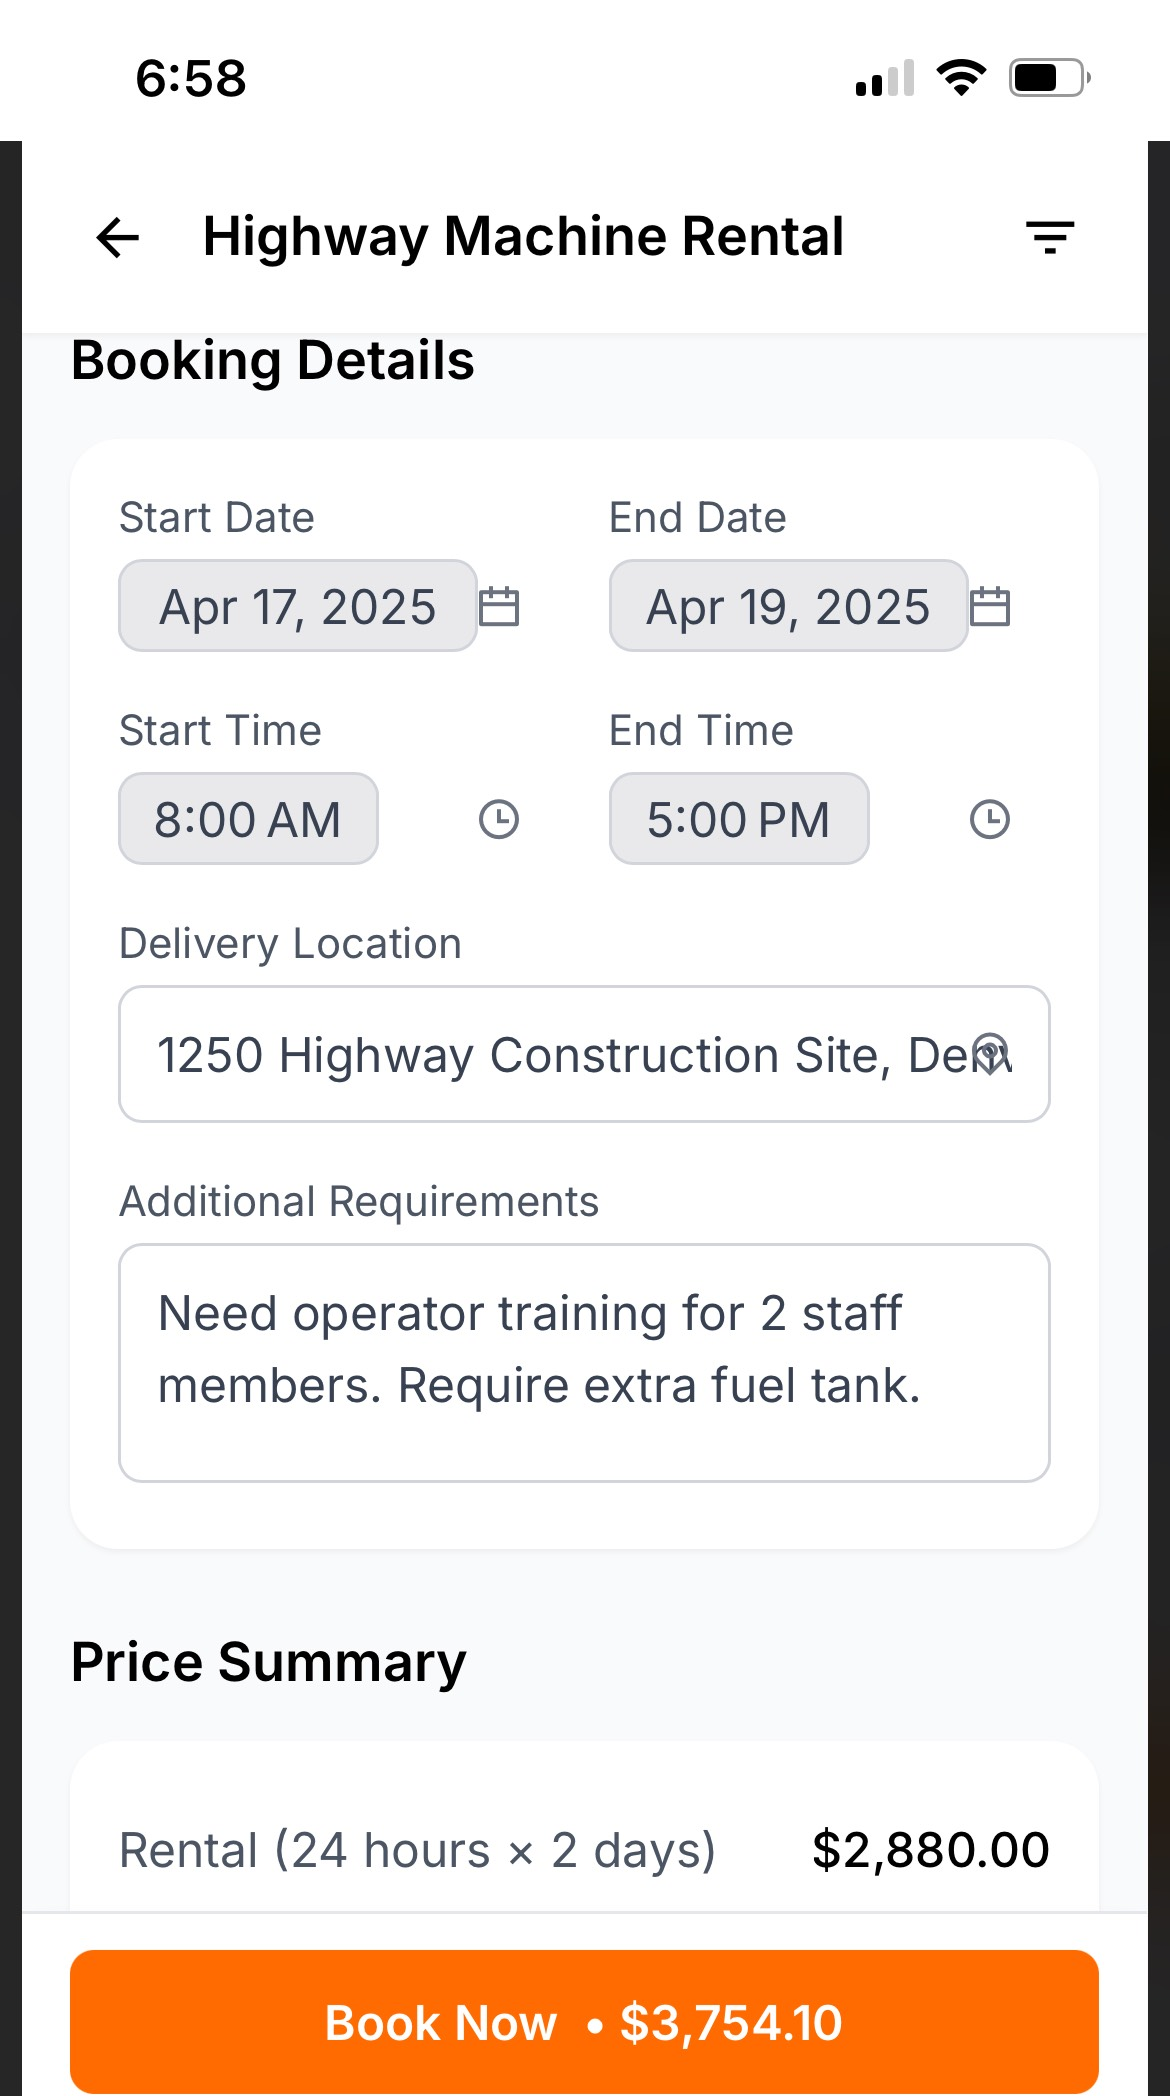 6:58
Highway Machine Rental
Booking Details
Start Date
End Date
Apr 17, 2025
Apr 19, 2025
Start Time
End Time
8:00 AM
5:00 PM
Delivery Location
1250 Highway Construction Site,
Additional Requirements
Need operator training for 2 staff
members. Require extra fuel tank.
Price Summary
Rental (24 hours × 2 days)
$2,880.00
Book Now • $3,754.10